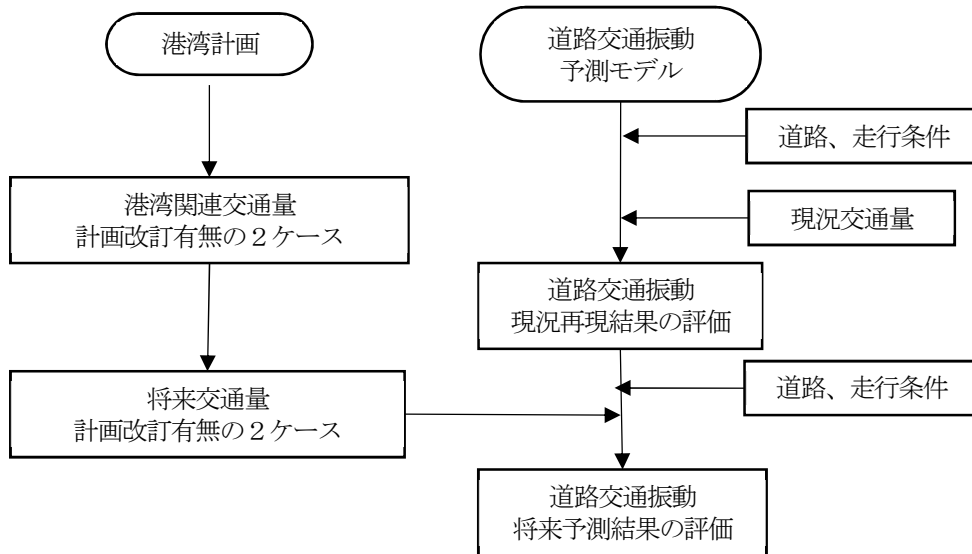 港湾計画
道路交通振動
予測モデル
道路、走行条件
港湾関連交通量
計画改訂有無の２ケース
現況交通量
道路交通振動
現況再現結果の評価
将来交通量
計画改訂有無の２ケース
道路、走行条件
道路交通振動
将来予測結果の評価